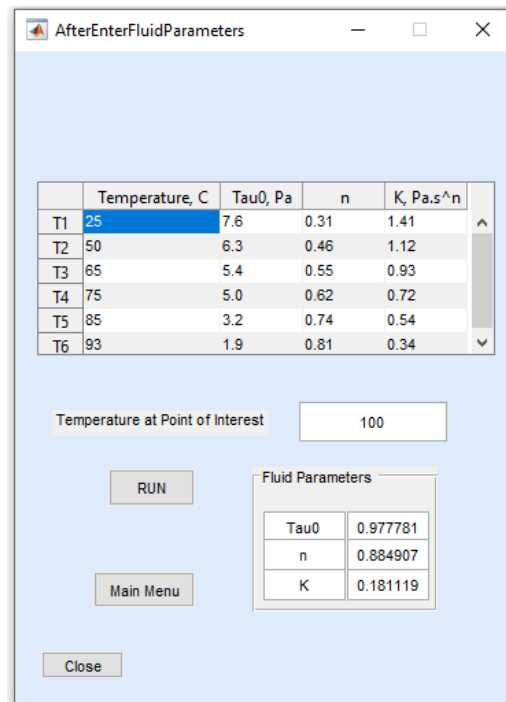 AfterEnterFluidParameters
Temperature, C Tau0, Pa n K, Pa.s^n
T1 25 7.6 0.31 1.41
T2 50 6.3 0.46 1.12
T3 65 5.4 0.55 0.93
T4 75 5.0 0.62 0.72
T5 85 3.2 0.74 0.54
T6 93 1.9 0.81 0.34
Temperature at Point of Interest 100
RUN
Fluid Parameters
Tau0 0.977781
n 0.884907
K 0.181119
Main Menu
Close